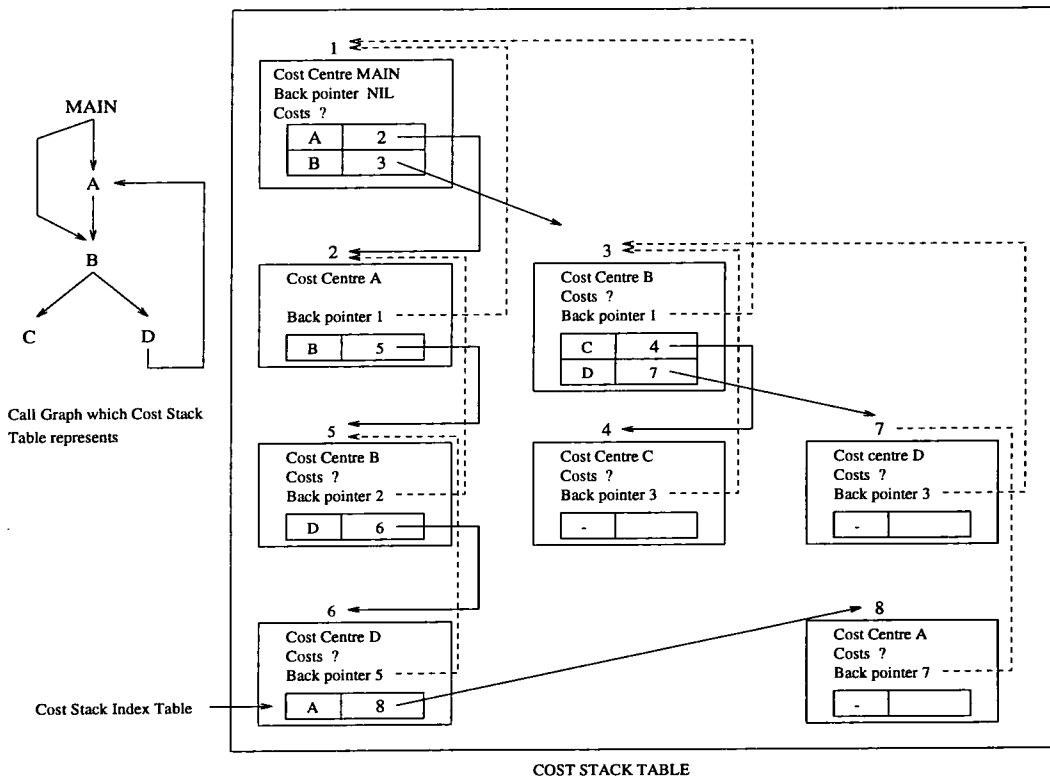 MAIN
A
B
C
D
Call Graph which Cost Stack
Table represents
Cost Stack Index Table
1
Cost Centre MAIN
Back pointer NIL
Costs ?
A 2
B 3
2
Cost Centre A
Back pointer 1
B 5
3
Cost Centre B
Costs ?
Back pointer 1
C 4
D 7
5
Cost Centre B
Costs ?
Back pointer 2
D 6
4
Cost Centre C
Costs ?
Back pointer 3
-
7
Cost centre D
Costs ?
Back pointer 3
-
6
Cost Centre D
Costs ?
Back pointer 5
A 8
8
Cost Centre A
Costs ?
Back pointer 7
-
COST STACK TABLE